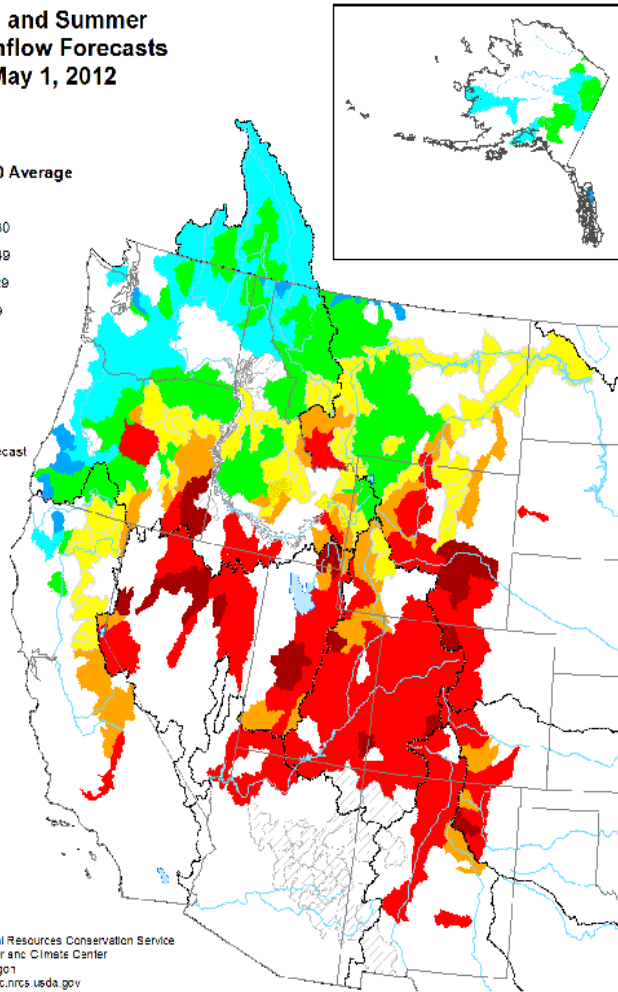 and Summer
nflow Forecasts
May 1, 2012
0 Average
30
49
29
9
ecast
al Resources Conservation Service
er and Climate Center
gon
c.nrcs.usda.gov